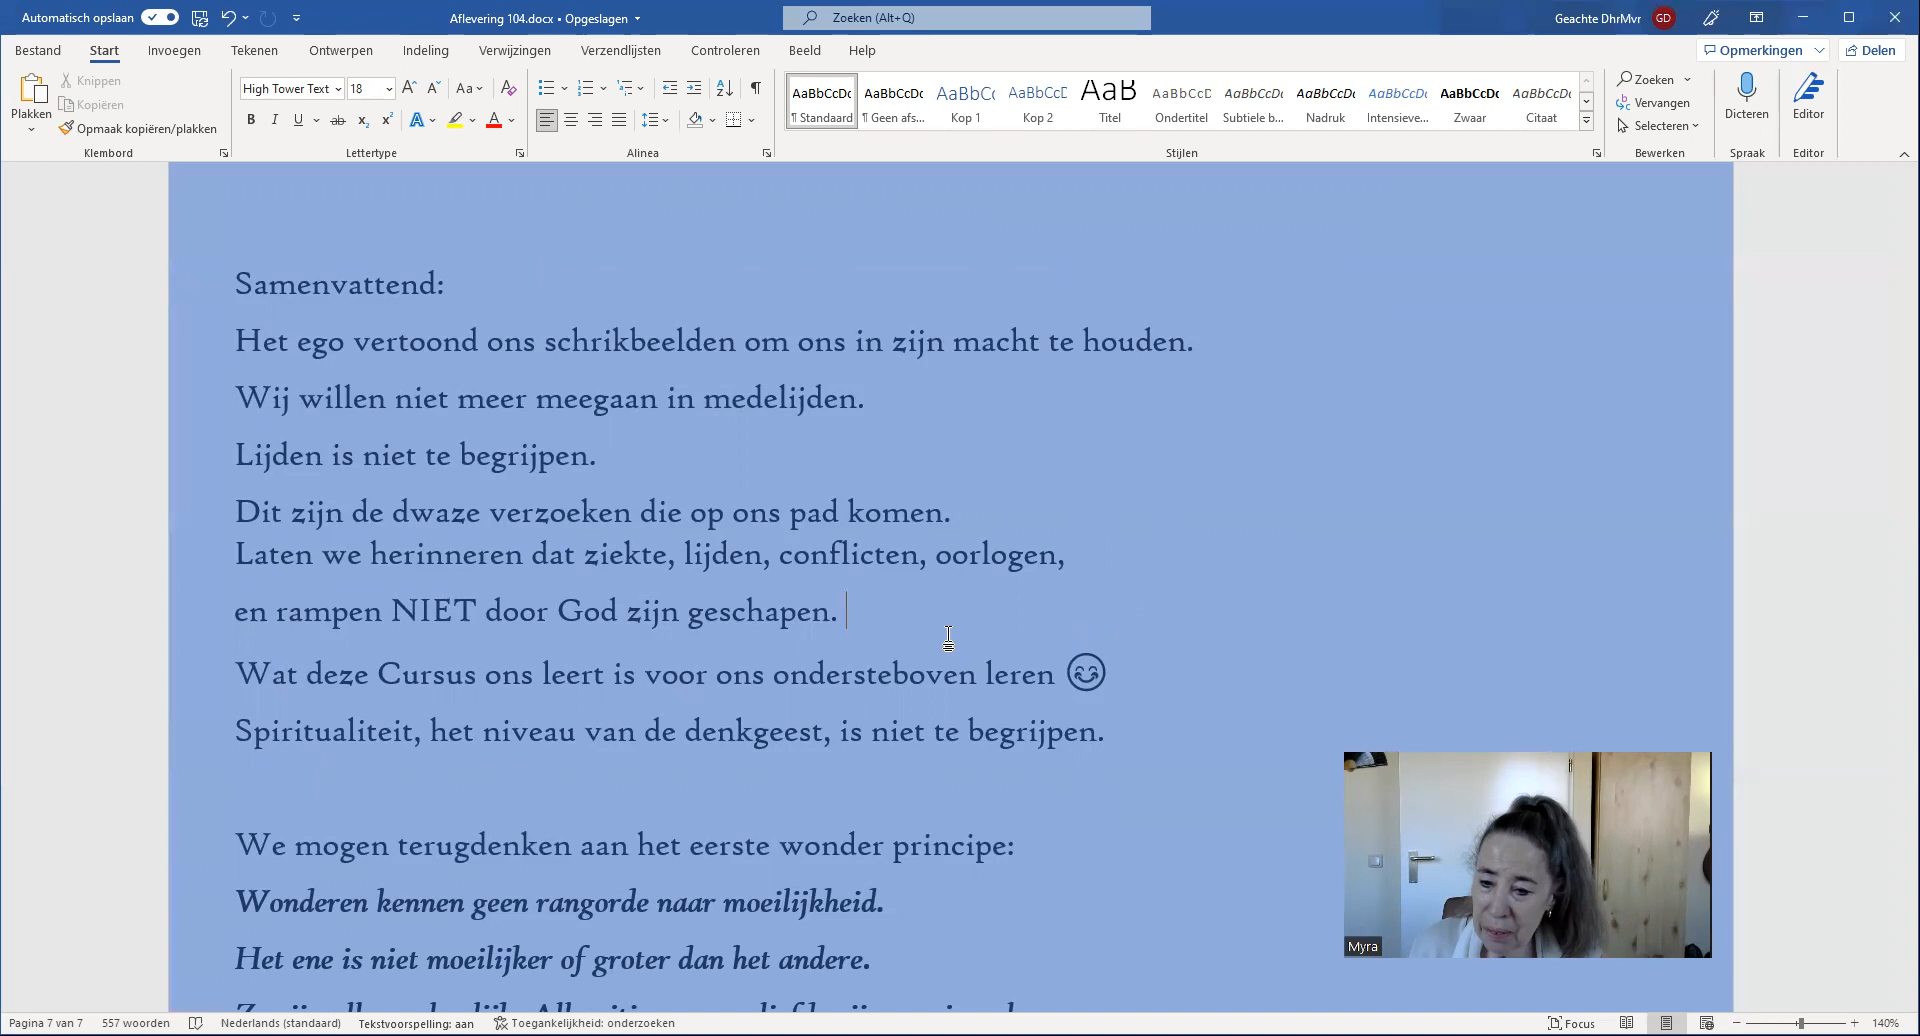 Automatisch opslaan
Aflevering 104.docx • Opgeslagen
Zoeken (Alt+Q)
Geachte DhrMvr
GD
Bestand Start Invoegen Tekenen Ontwerpen Indeling Verwijzingen Verzendlijsten Controleren Beeld Help
Opmerkingen Delen
Plakken
Knippen
Kopiëren
Opmaak kopiëren/plakken
Klembord
High Tower Text 18
Lettertype
Alinea
AaBbCcDc AaBbCcDc AaBbC AaBbCcD AaB AaBbCcD AaBbCcDc AaBbCcDc AaBbCcDc AaBbCcDc AaBbCcDc
¶ Standaard ¶ Geen afs... Kop 1 Kop 2 Titel Ondertitel Subtiele b... Nadruk Intensieve... Zwaar Citaat
Stijlen
Zoeken
Vervangen
Selecteren
Bewerken
Dicteren
Spraak
Editor
Editor
Samenvattend:
Het ego vertoond ons schrikbeelden om ons in zijn macht te houden.
Wij willen niet meer meegaan in medelijden.
Lijden is niet te begrijpen.
Dit zijn de dwaze verzoeken die op ons pad komen.
Laten we herinneren dat ziekte, lijden, conflicten, oorlogen,
en rampen NIET door God zijn geschapen.
Wat deze Cursus ons leert is voor ons ondersteboven leren 😊
Spiritualiteit, het niveau van de denkgeest, is niet te begrijpen.
We mogen terugdenken aan het eerste wonder principe:
Wonderen kennen geen rangorde naar moeilijkheid.
Het ene is niet moeilijker of groter dan het andere.
Myra
Pagina 7 van 7 557 woorden Nederlands (standaard) Tekstvoorspelling: aan Toegankelijkheid: onderzoeken Focus 140%